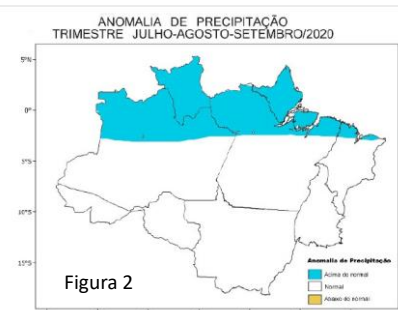 ANOMALIA DE PRECIPITAÇÃO
TRIMESTRE JULHO-AGOSTO-SETEMBRO/2020
5°
0°
5°S
10°S
15°S
Figura 2
Anomalia de Precipitação
Acima do normal
Normal
Abaixo do normal